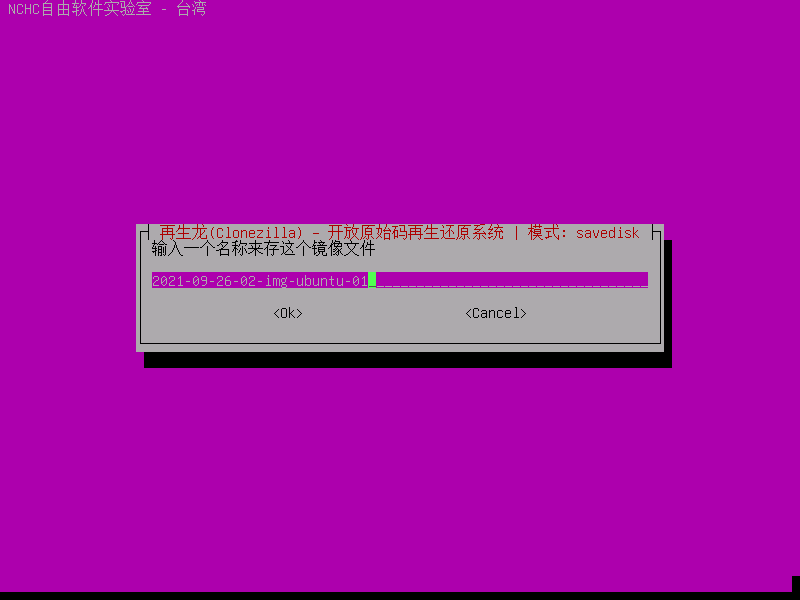 NCHC自由软件实验室 - 台湾
再生龙(Clonezilla) - 开放原始码再生还原系统 | 模式: savedisk
输入一个名称来存这个镜像文件
2021-09-26-02-img-ubuntu-01
<Ok> <Cancel>